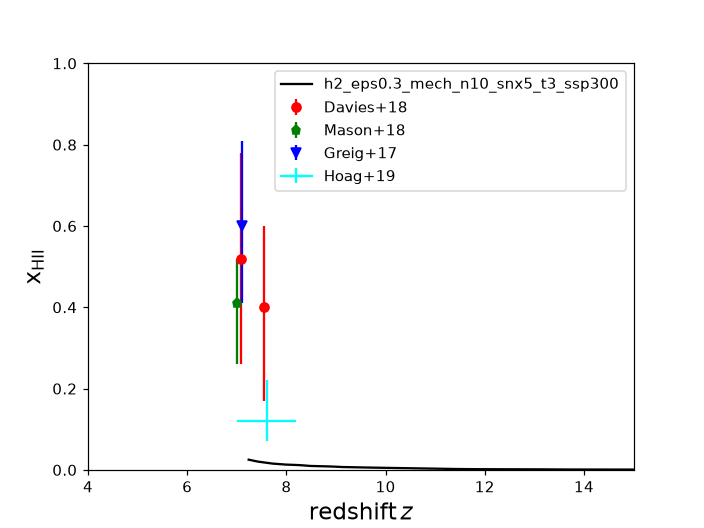 1.0
0.8
0.6
0.4
0.2
0.0
xHII
h2_eps0.3_mech_n10_snx5_t3_ssp300
Davies+18
Mason+18
Greig+17
Hoag+19
4 6 8 10 12 14
redshift z